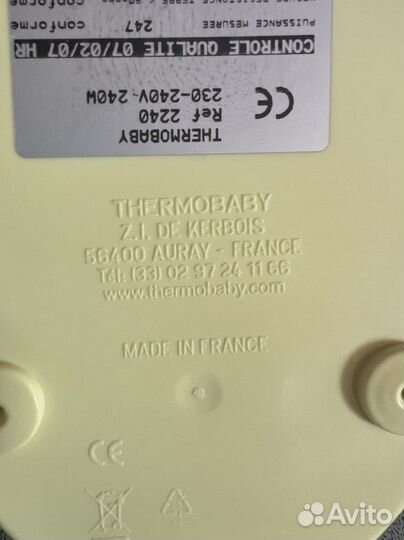 THERMOBABY
Ref 2240
230-240V~240W
CE
CONTROLE QUALITE 07/02/07 HR
PUISSANCE MESUREE 247 conforme
conforme
THERMOBABY
Z.I. DE KERBOIS
56400 AURAY - FRANCE
Tél: (33) 02 97 24 11 66
www.thermobaby.com
MADE IN FRANCE
CE
Avito